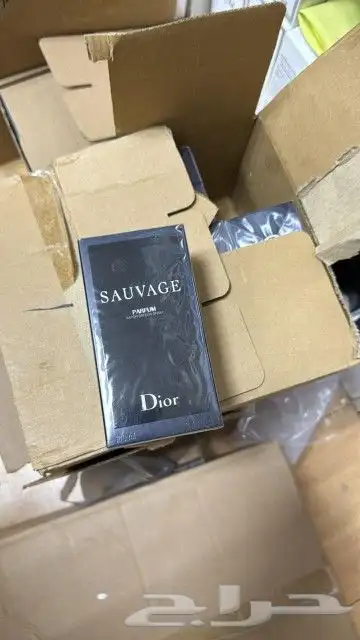 SAUVAGE
PARFUM
Dior
حراج